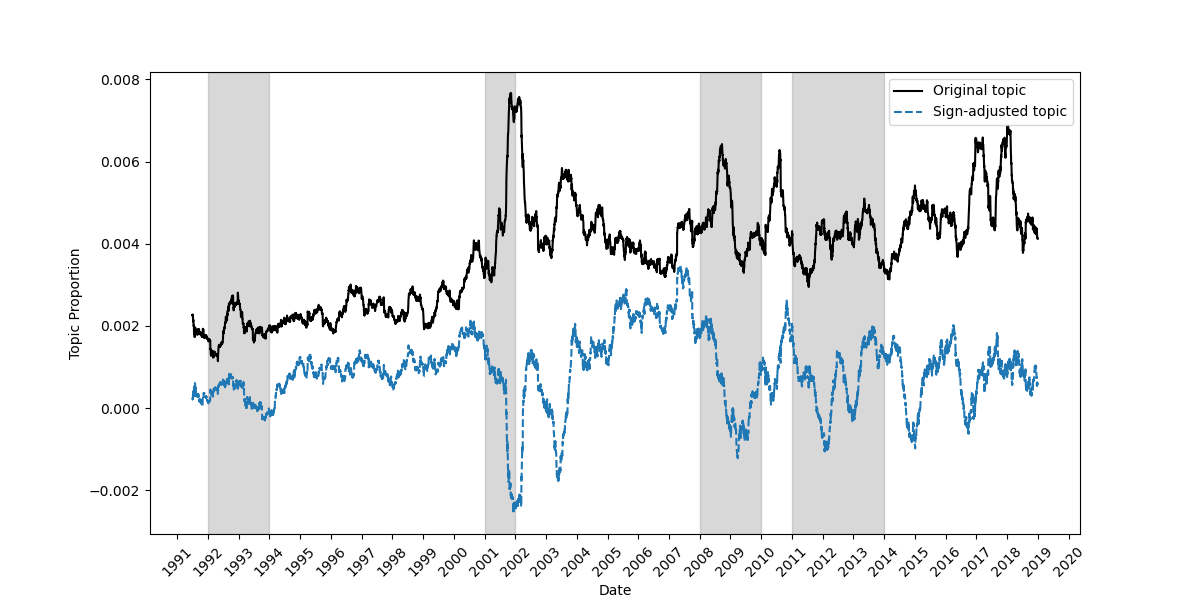 Original topic
Sign-adjusted topic
Topic Proportion
0.008
0.006
0.004
0.002
0.000
−0.002
1991 1992 1993 1994 1995 1996 1997 1998 1999 2000 2001 2002 2003 2004 2005 2006 2007 2008 2009 2010 2011 2012 2013 2014 2015 2016 2017 2018 2019 2020
Date